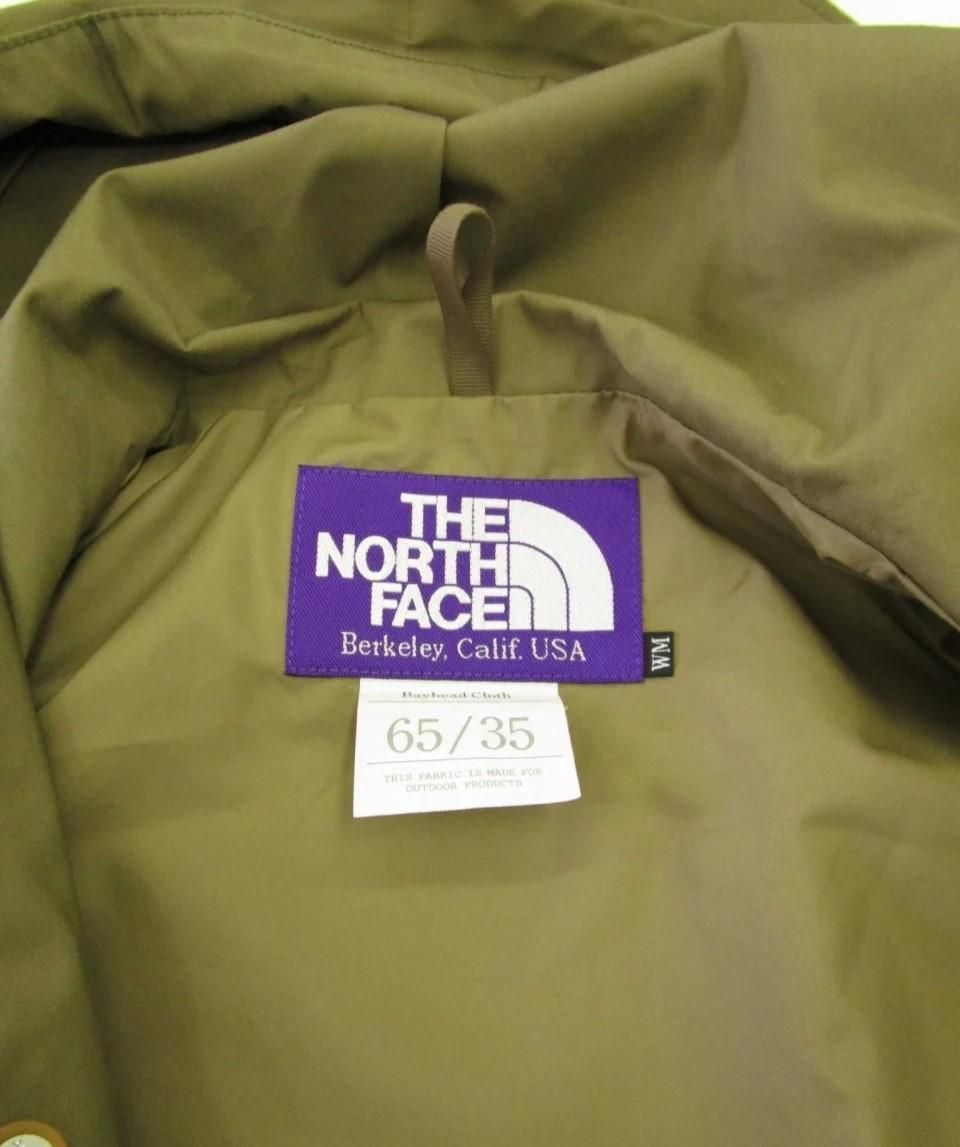 THE
NORTH
FACE
Berkeley, Calif. USA
WM
Bayhead Cloth
65/35
THIS FABRIC IS MADE FOR
OUTDOOR PRODUCTS